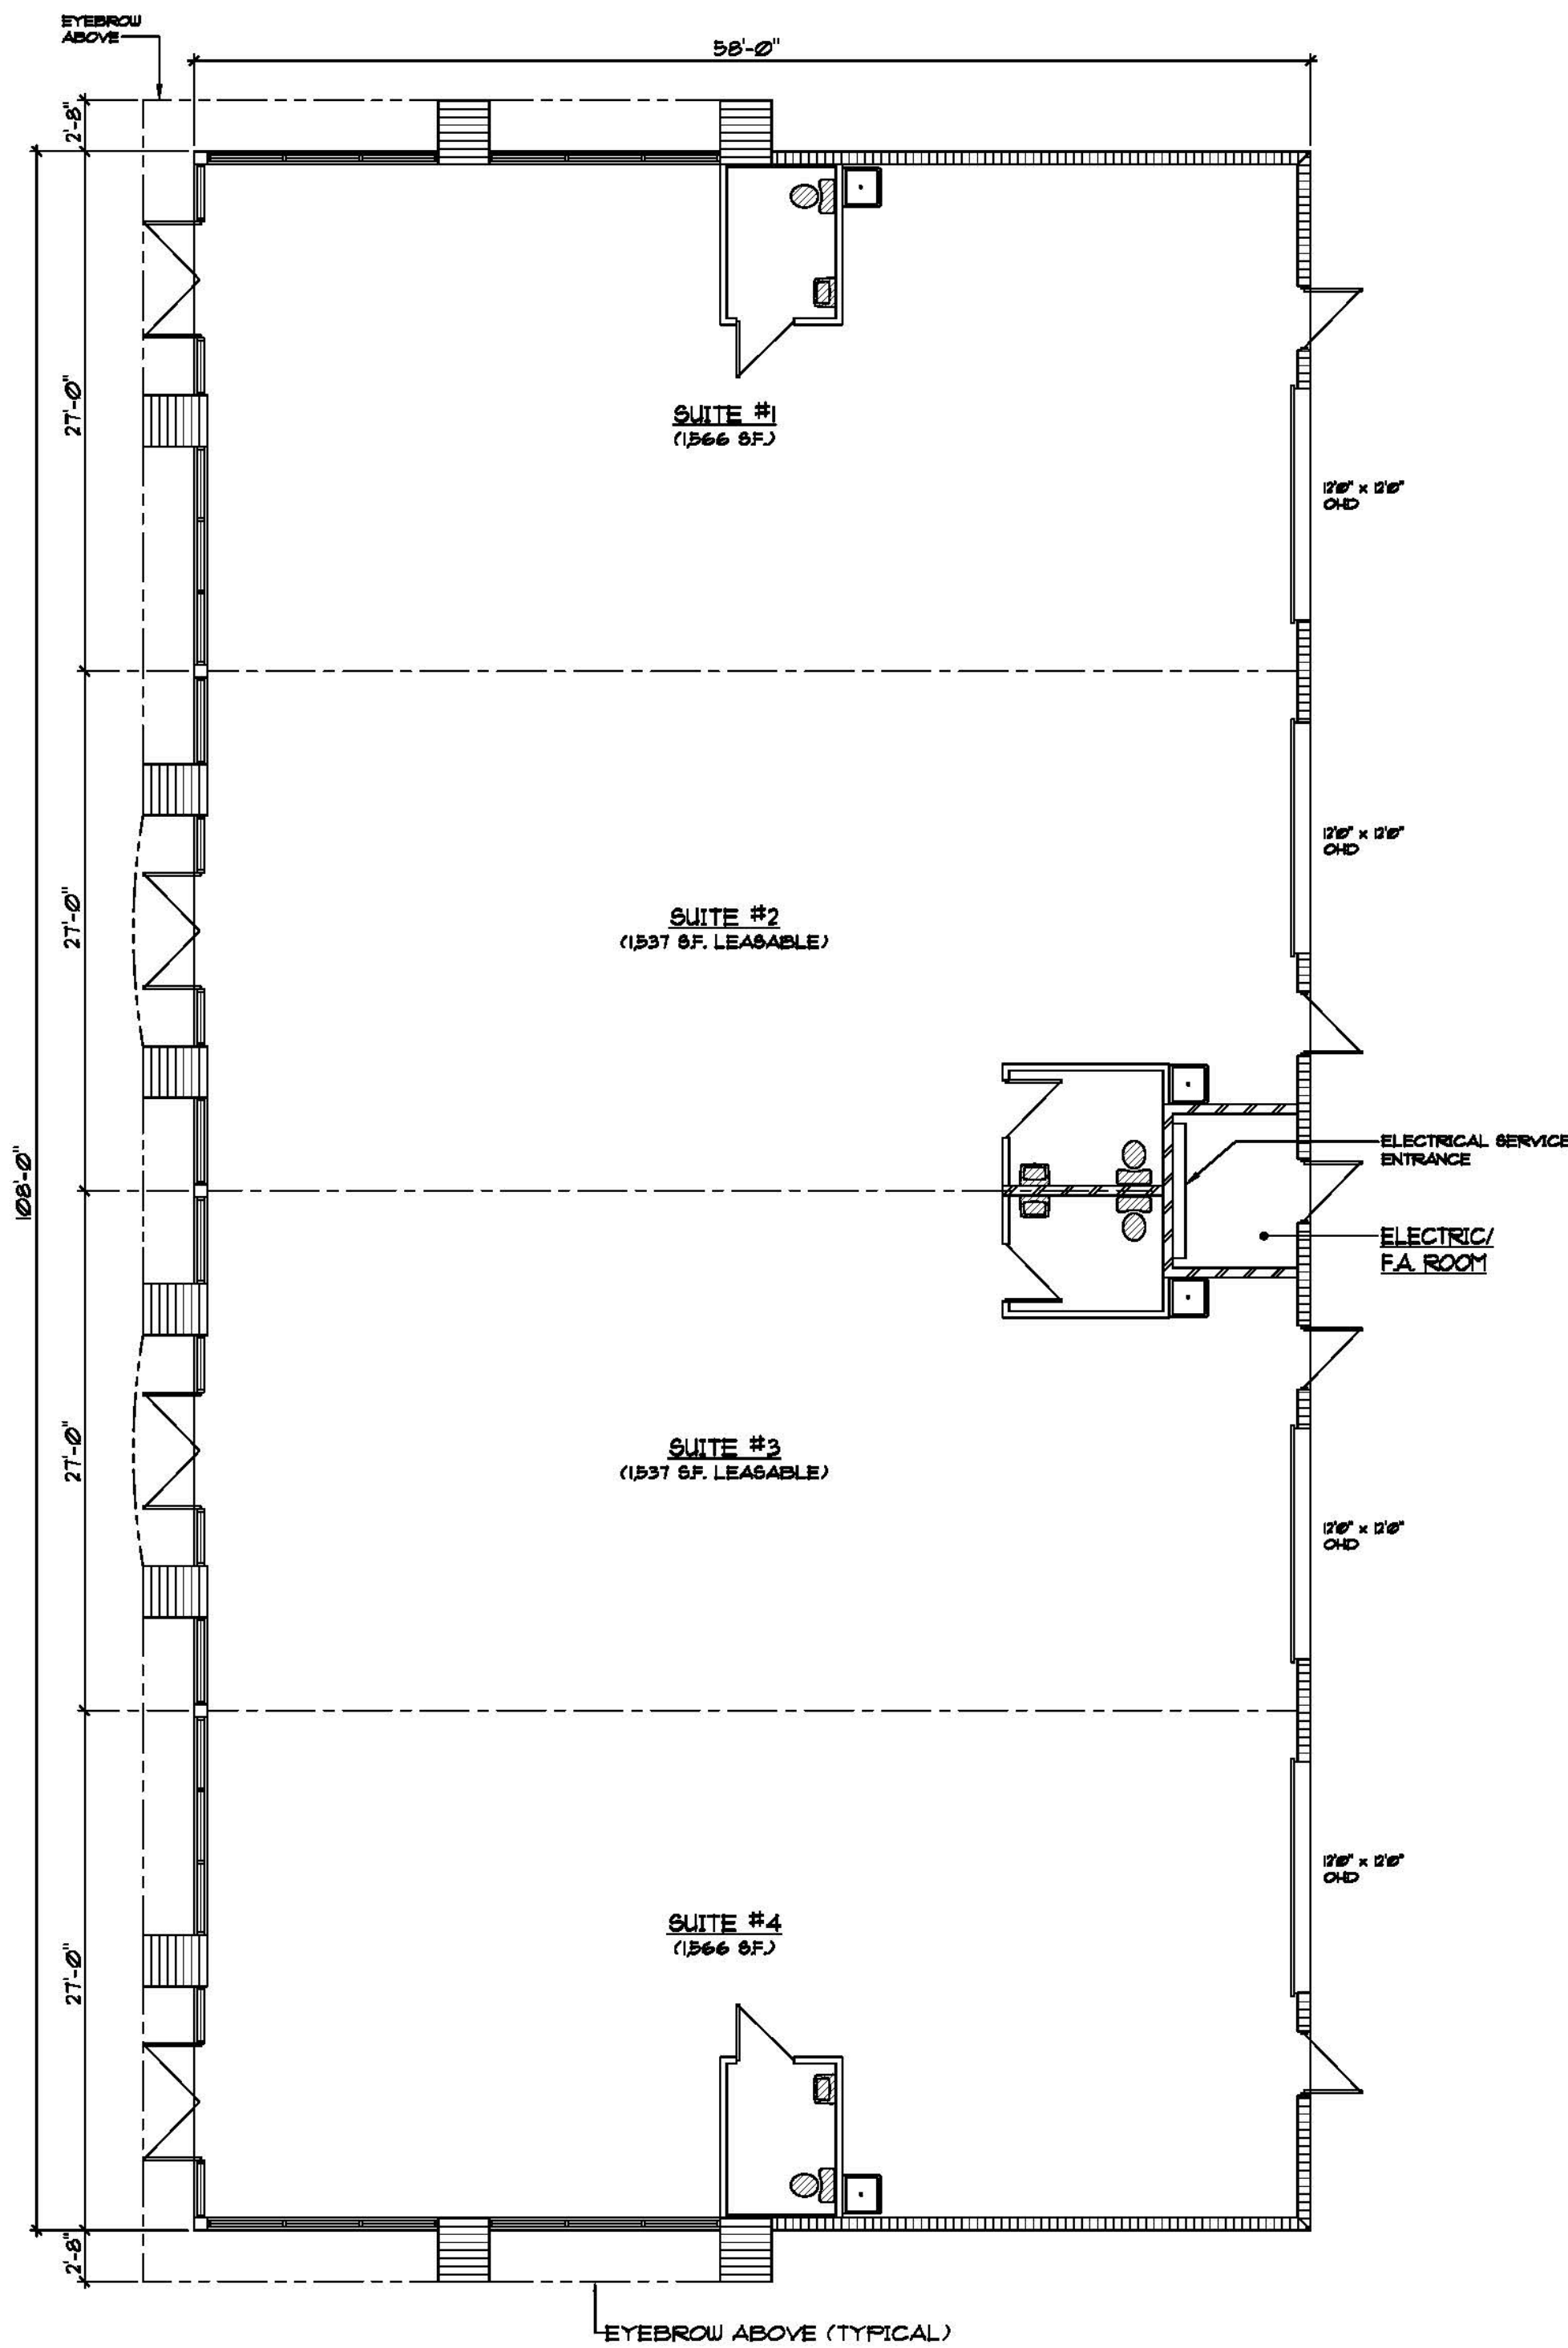 EYEBROW
ABOVE
58'-0"
2'-8"
27'-0"
SUITE #1
(1,566 S.F.)
12'0" x 12'0"
OHD
12'0" x 12'0"
OHD
27'-0"
SUITE #2
(1,537 S.F. LEASABLE)
108'-0"
ELECTRICAL SERVICE
ENTRANCE
ELECTRIC/
F.A. ROOM
27'-0"
SUITE #3
(1,537 S.F. LEASABLE)
12'0" x 12'0"
OHD
12'0" x 12'0"
OHD
SUITE #4
(1,566 S.F.)
27'-0"
2'-8"
EYEBROW ABOVE (TYPICAL)